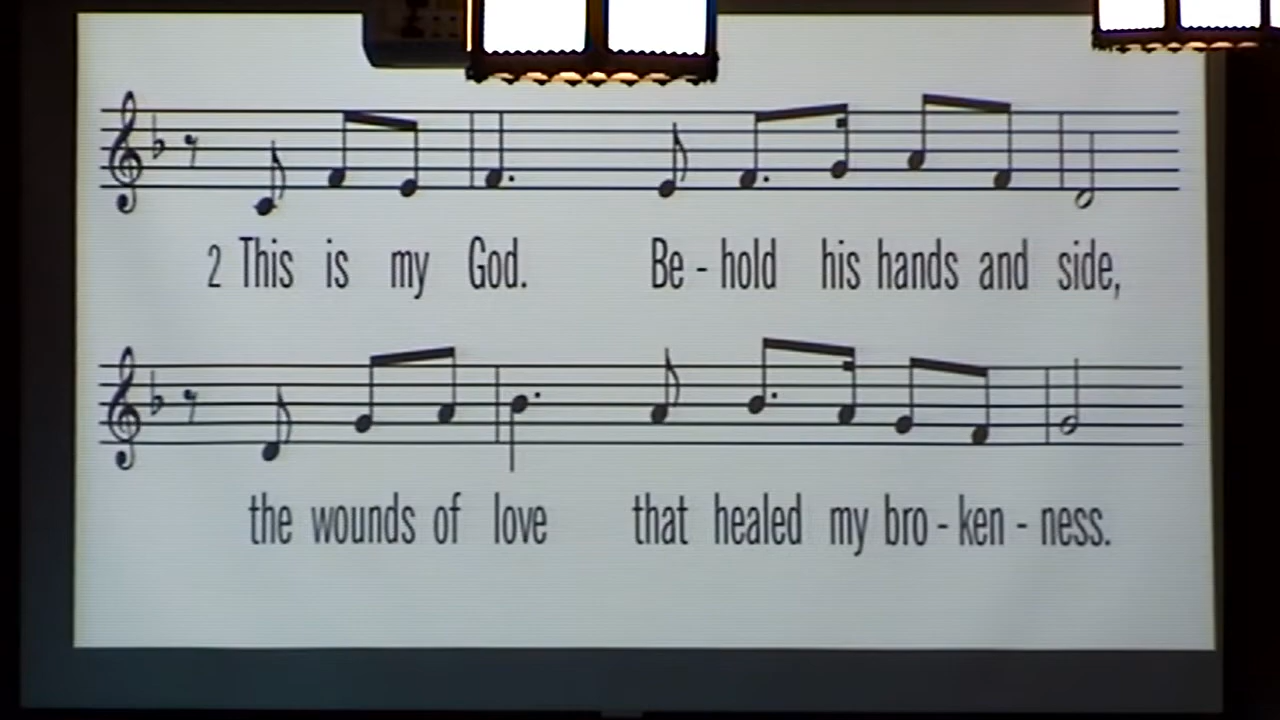 2 This is my God. Be - hold his hands and side,
the wounds of love that healed my bro - ken - ness.